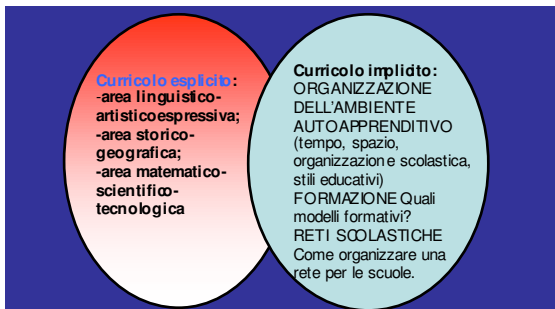 Curricolo esplicito:
-area linguistico-
artisticoespressiva;
-area storico-
geografica;
-area matematico-
scientifico-
tecnologica
Curricolo implicito:
ORGANIZZAZIONE
DELL'AMBIENTE
AUTOAPPRENDITIVO
(tempo, spazio,
organizzazione scolastica,
stili educativi)
FORMAZIONE Quali
modelli formativi?
RETI SCOLASTICHE
Come organizzare una
rete per le scuole.